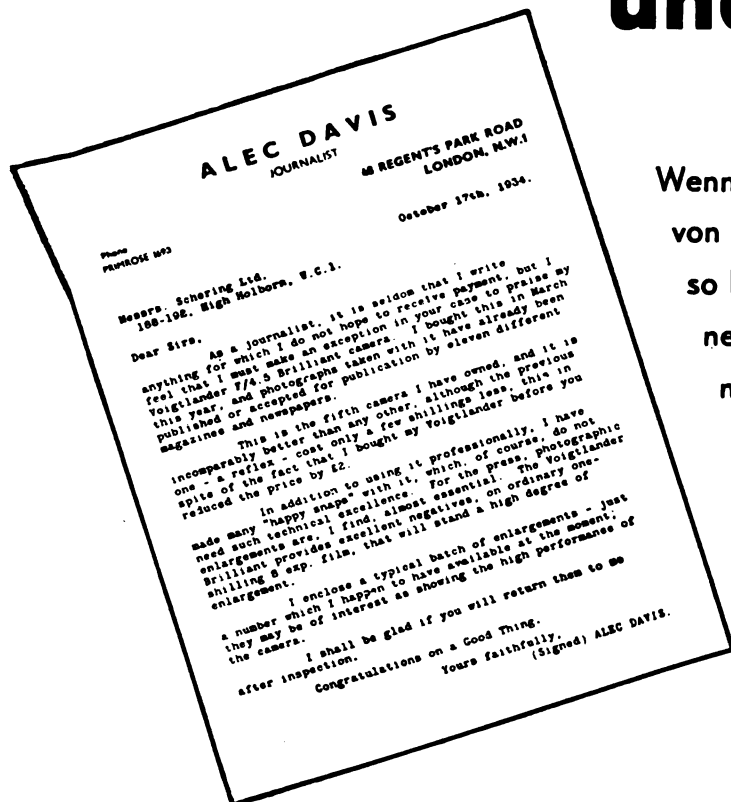 ALEC DAVIS
JOURNALIST
68 REGENT'S PARK ROAD
LONDON, N.W.1
October 17th, 1934.
Phone
PRIMROSE
Messrs. Schering Ltd.
188-192, High Holborn, W.C.1.
Dear Sirs,
As a journalist, it is seldom that I write
anything for which I do not hope to receive payment, but I
feel that I must make an exception in your case to praise my
Voigtlander F/4.5 Brilliant camera. I bought this in March
this year, and photographs taken with it have already been
published or accepted for publication by eleven different
magazines and newspapers.
This is the fifth camera I have owned, and it is
incomparably better than any other, although the previous
one - a reflex - cost only a few shillings less, this in
spite of the fact that I bought my Voigtlander before you
reduced the price by £2.
In addition to using it professionally, I have
made many "happy snaps" with it, which, of course, do not
need such technical excellence. For the press, photographic
enlargements are, I find, almost essential. The Voigtlander
Brilliant provides excellent negatives, on ordinary one-
shilling 8 exp. film, that will stand a high degree of
enlargement.
I enclose a typical batch of enlargements - just
a number which I happen to have available at the moment;
they may be of interest as showing the high performance of
the camera.
I shall be glad if you will return them to me
after inspection.
Congratulations on a Good Thing.
Yours faithfully,
(Signed) ALEC DAVIS.
Wenn
von
so
ne